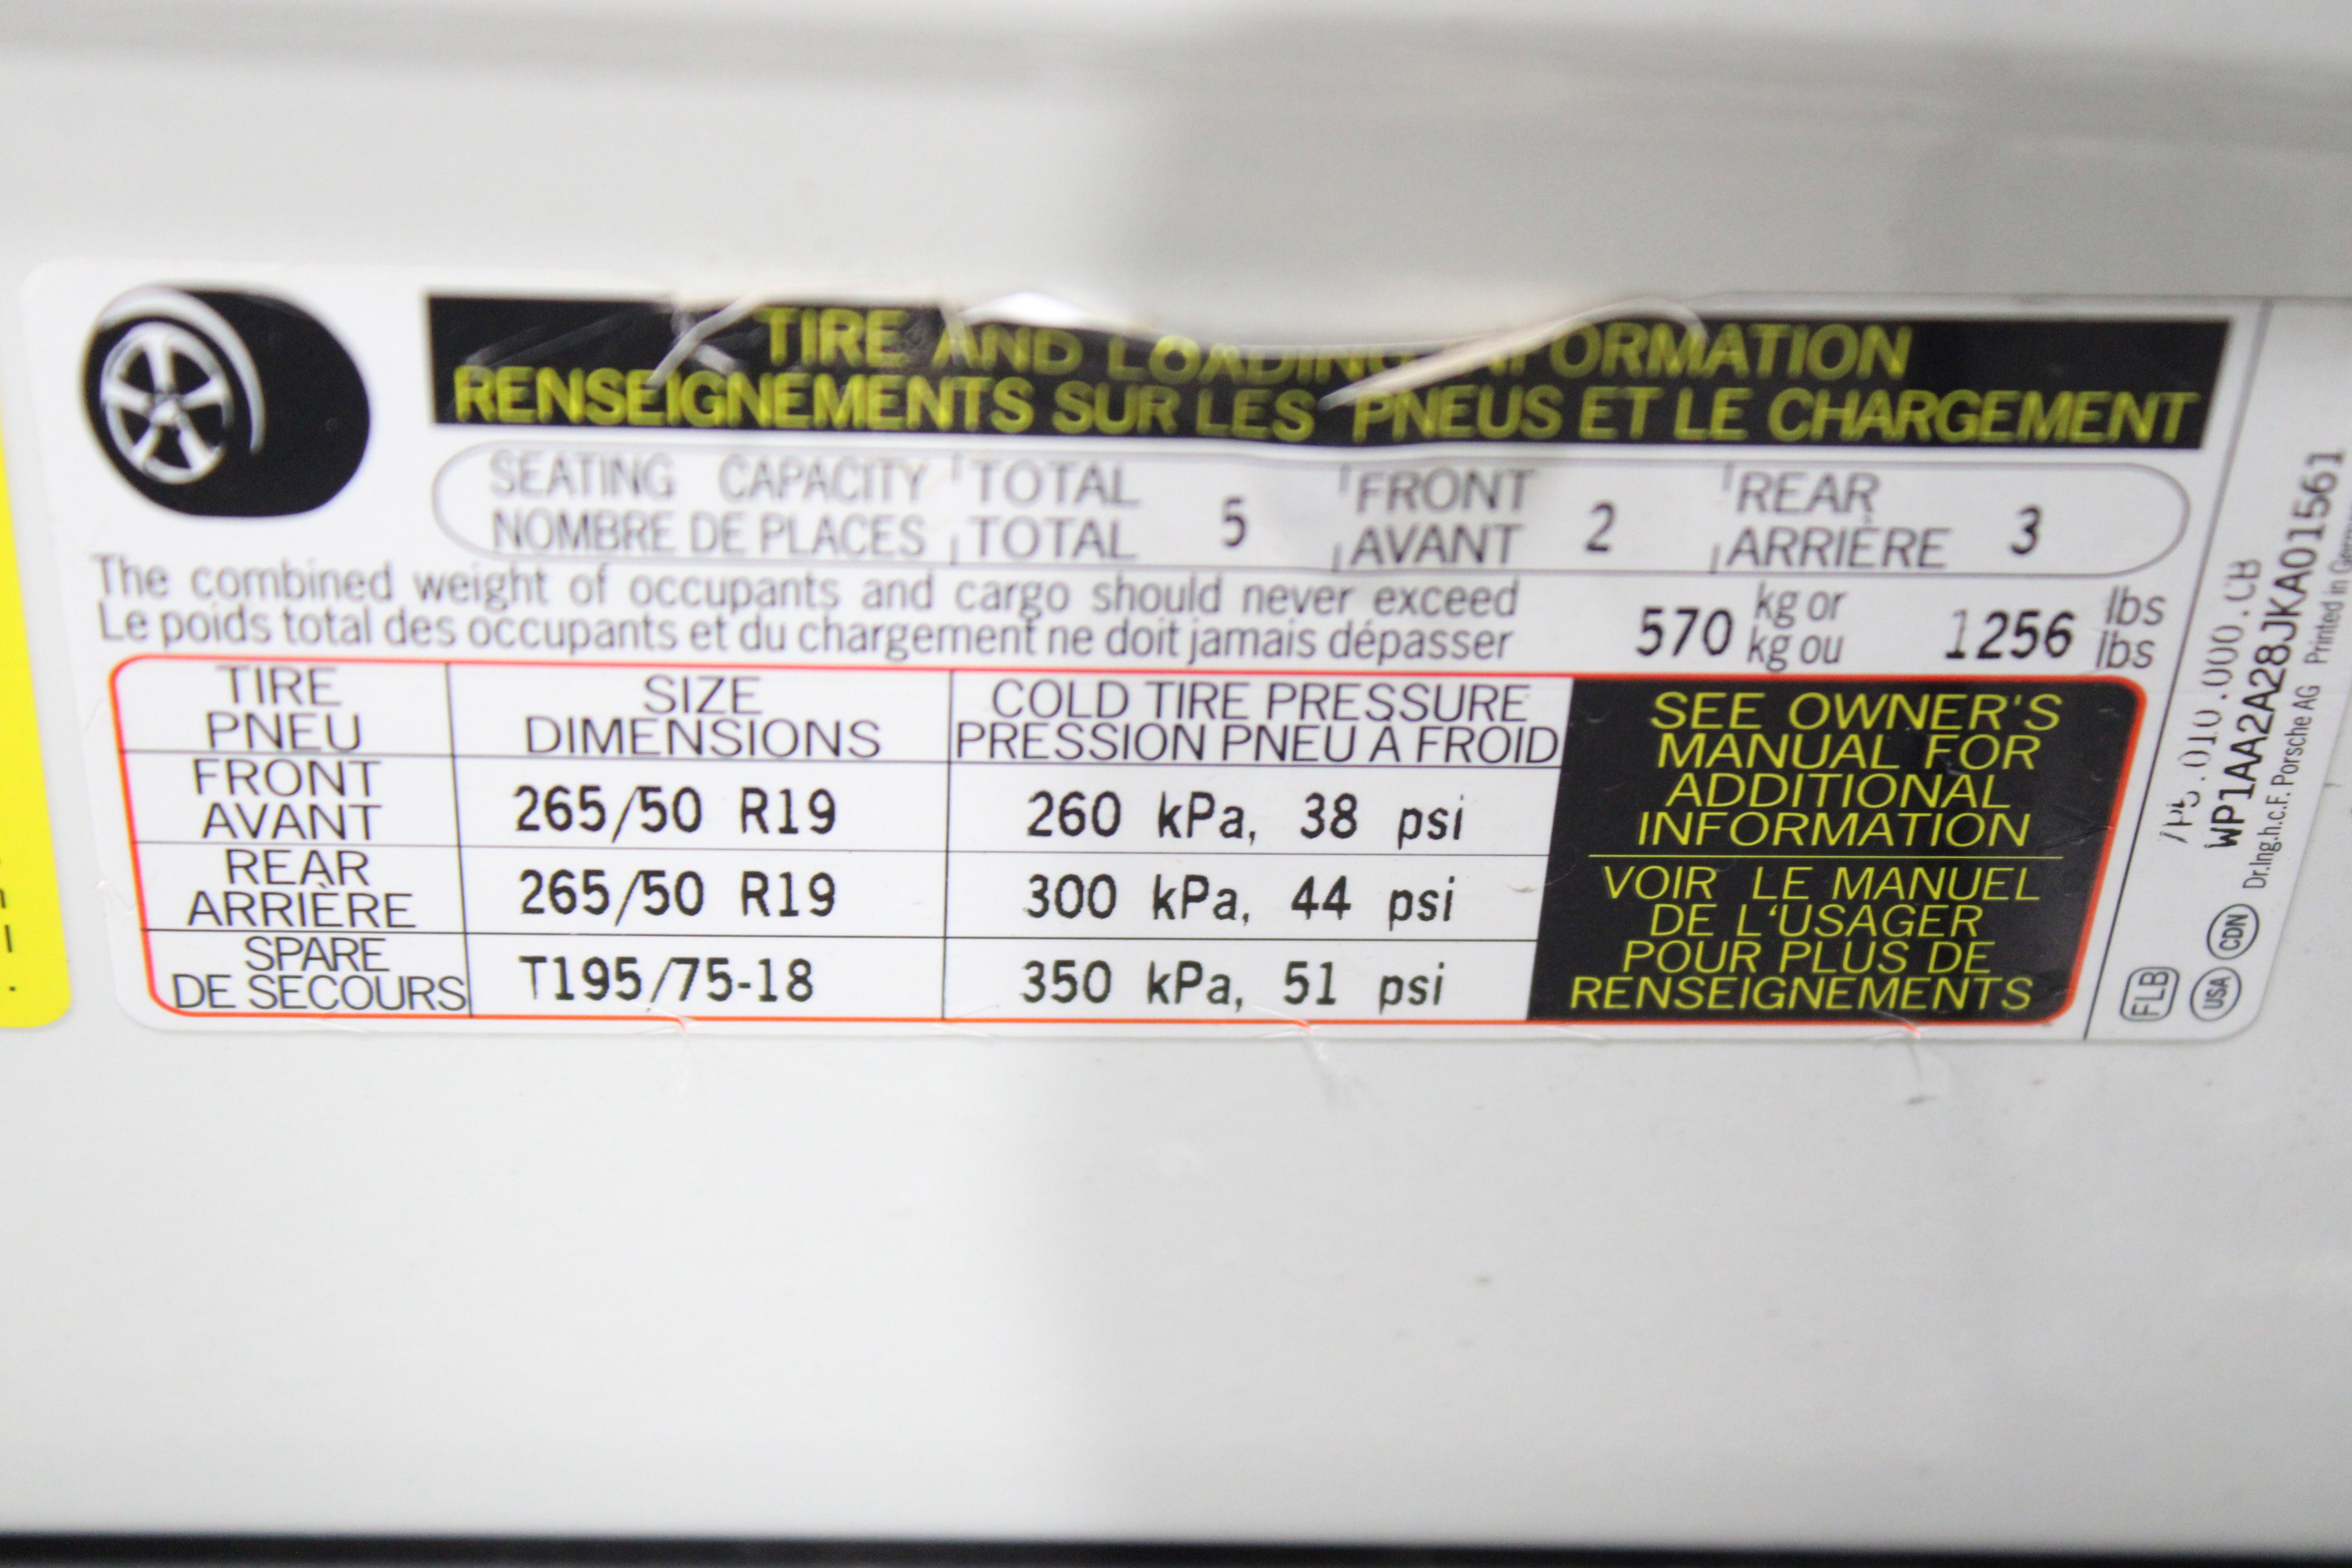 TIRE AND LOADING INFORMATION
RENSEIGNEMENTS SUR LES PNEUS ET LE CHARGEMENT
SEATING CAPACITY TOTAL 5 FRONT 2 REAR 3
NOMBRE DE PLACES TOTAL AVANT ARRIÈRE
The combined weight of occupants and cargo should never exceed 570 kg or 1256 lbs
Le poids total des occupants et du chargement ne doit jamais dépasser kg ou lbs
TIRE SIZE COLD TIRE PRESSURE
PNEU DIMENSIONS PRESSION PNEU À FROID
FRONT
AVANT
265/50 R19 260 kPa, 38 psi
REAR
ARRIÈRE
265/50 R19 300 kPa, 44 psi
SPARE
DE SECOURS
T195/75-18 350 kPa, 51 psi
SEE OWNER'S
MANUAL FOR
ADDITIONAL
INFORMATION
VOIR LE MANUEL
DE L'USAGER
POUR PLUS DE
RENSEIGNEMENTS
7P5.010.000.CB
WP1AA2A28JKA01561
Dr.Ing.h.c.F. Porsche AG Printed in
FLB USA CDN